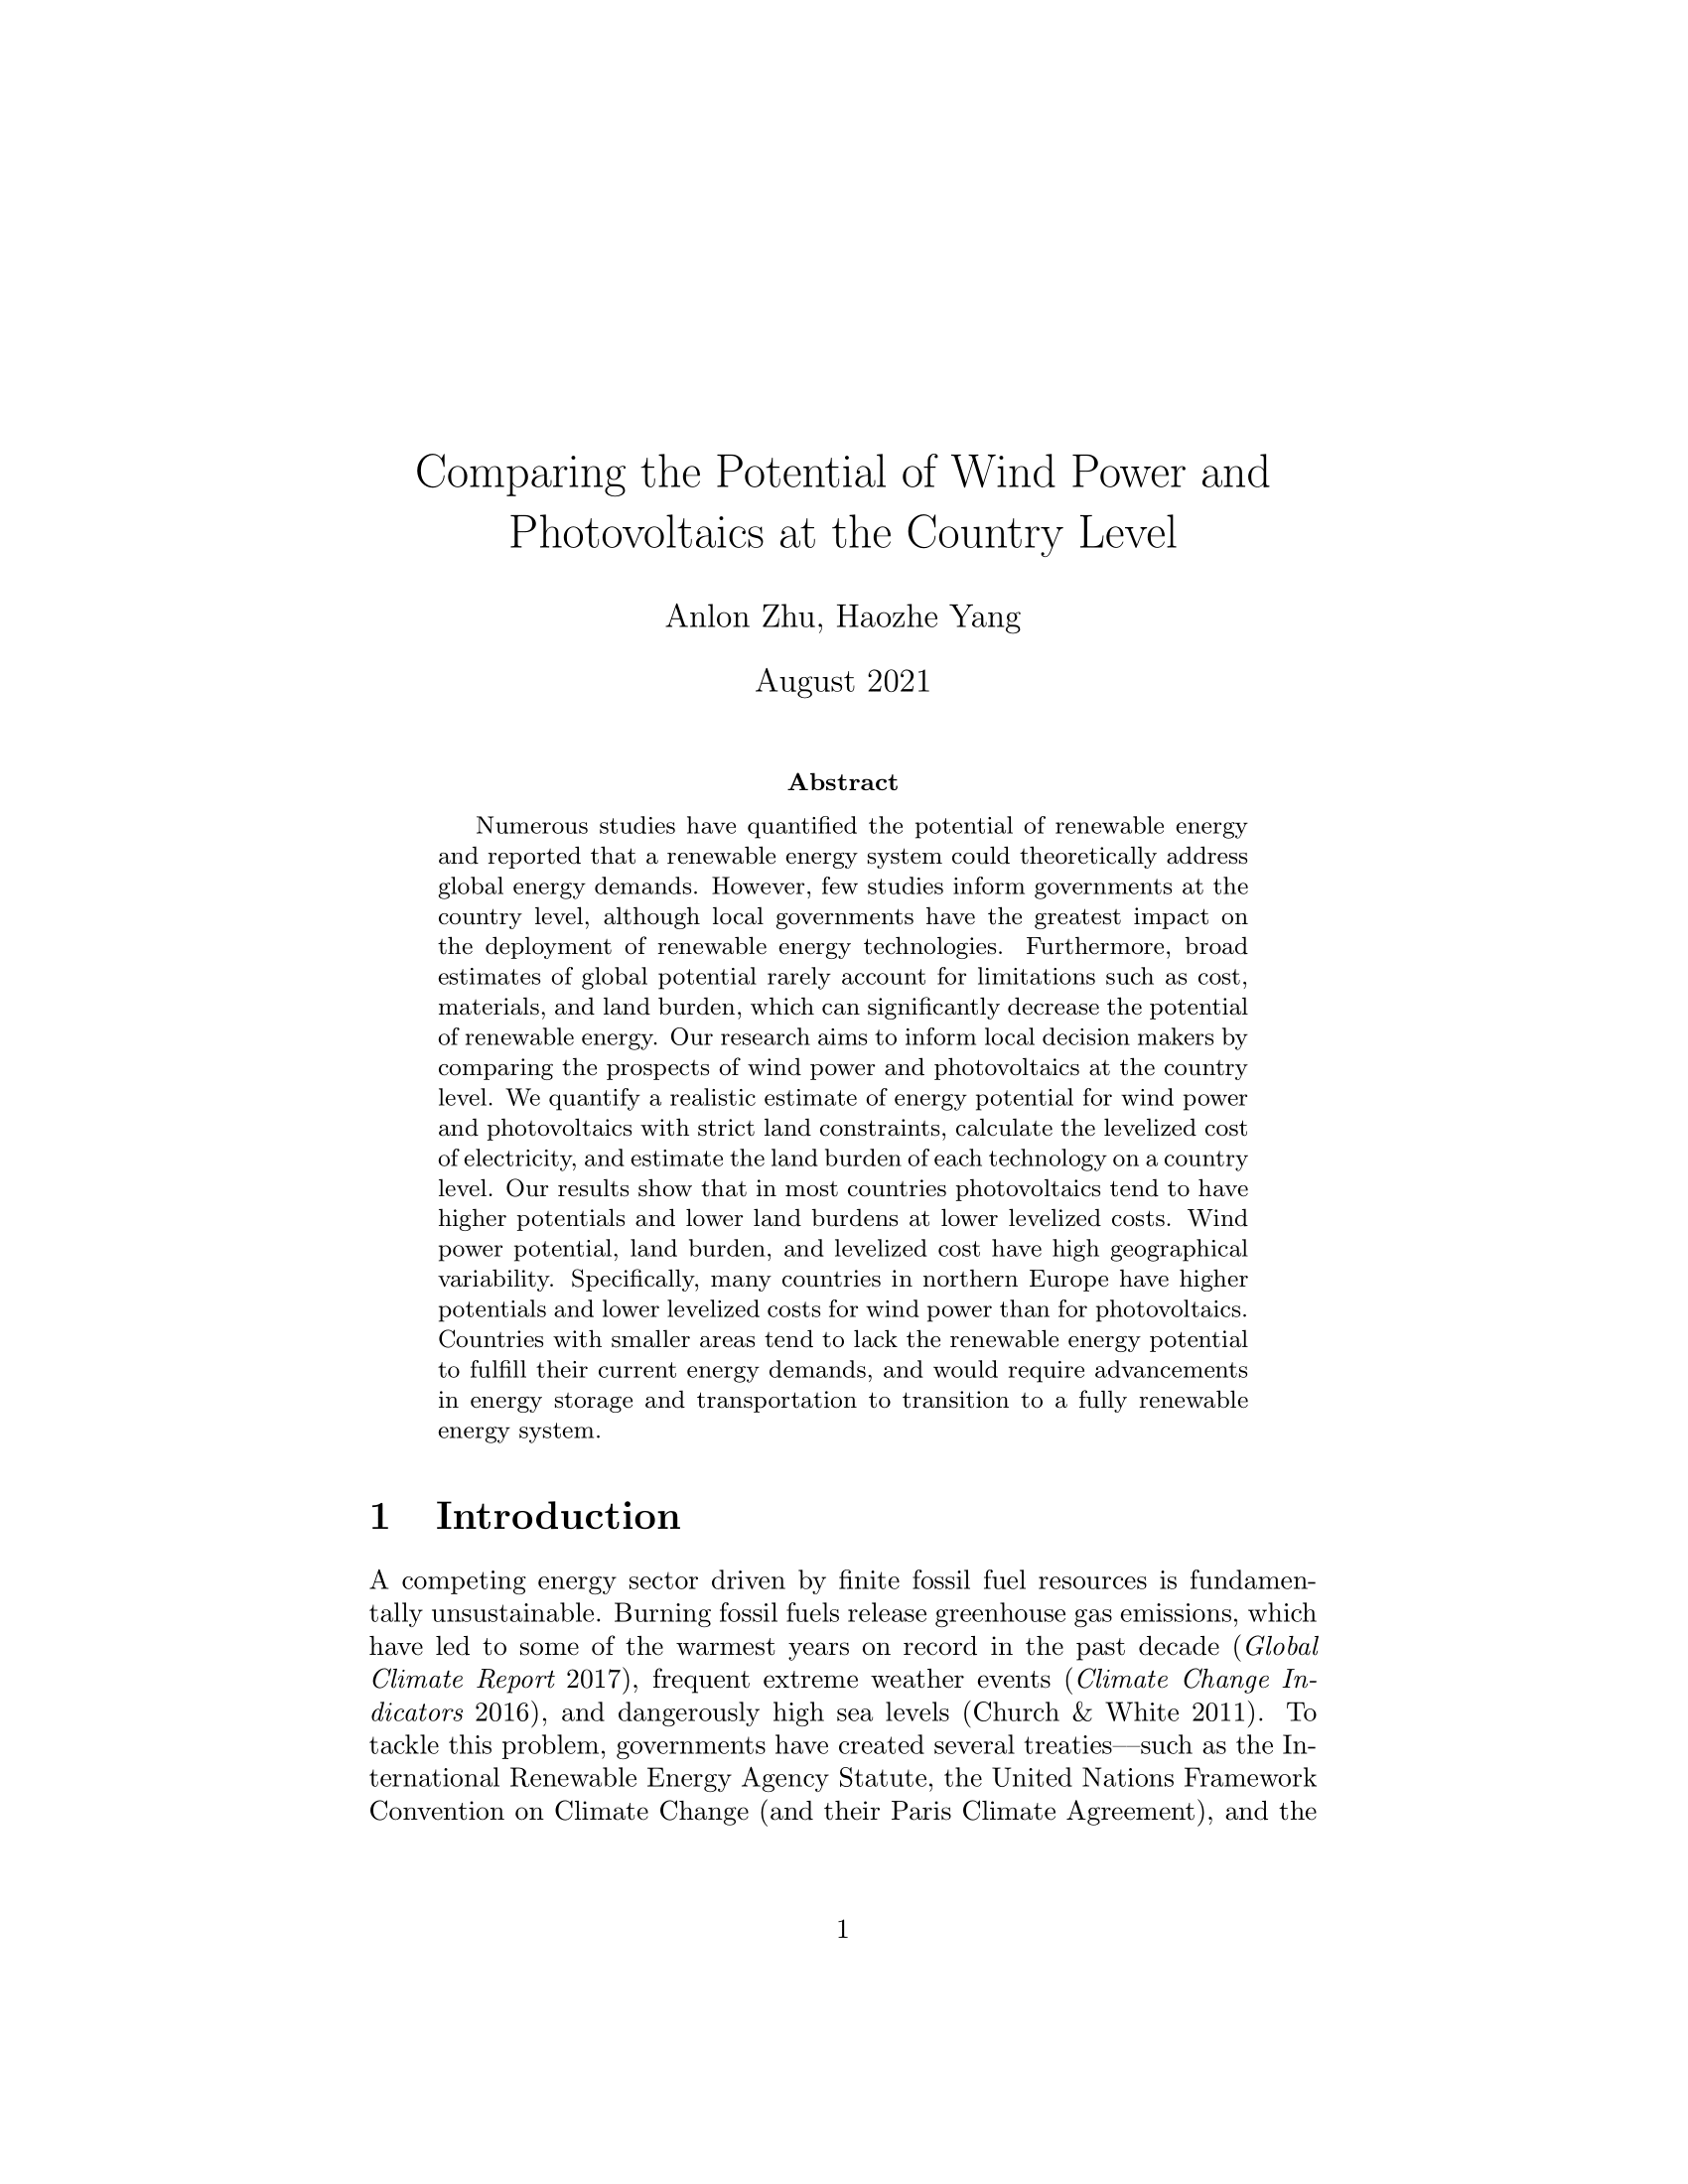 Comparing the Potential of Wind Power and
Photovoltaics at the Country Level
Anlon Zhu, Haozhe Yang
August 2021
Abstract
Numerous studies have quantified the potential of renewable energy
and reported that a renewable energy system could theoretically address
global energy demands. However, few studies inform governments at the
country level, although local governments have the greatest impact on
the deployment of renewable energy technologies. Furthermore, broad
estimates of global potential rarely account for limitations such as cost,
materials, and land burden, which can significantly decrease the potential
of renewable energy. Our research aims to inform local decision makers by
comparing the prospects of wind power and photovoltaics at the country
level. We quantify a realistic estimate of energy potential for wind power
and photovoltaics with strict land constraints, calculate the levelized cost
of electricity, and estimate the land burden of each technology on a country
level. Our results show that in most countries photovoltaics tend to have
higher potentials and lower land burdens at lower levelized costs. Wind
power potential, land burden, and levelized cost have high geographical
variability. Specifically, many countries in northern Europe have higher
potentials and lower levelized costs for wind power than for photovoltaics.
Countries with smaller areas tend to lack the renewable energy potential
to fulfill their current energy demands, and would require advancements
in energy storage and transportation to transition to a fully renewable
energy system.
1 Introduction
A competing energy sector driven by finite fossil fuel resources is fundamen-
tally unsustainable. Burning fossil fuels release greenhouse gas emissions, which
have led to some of the warmest years on record in the past decade (Global
Climate Report 2017), frequent extreme weather events (Climate Change In-
dicators 2016), and dangerously high sea levels (Church & White 2011). To
tackle this problem, governments have created several treaties—such as the In-
ternational Renewable Energy Agency Statute, the United Nations Framework
Convention on Climate Change (and their Paris Climate Agreement), and the
1